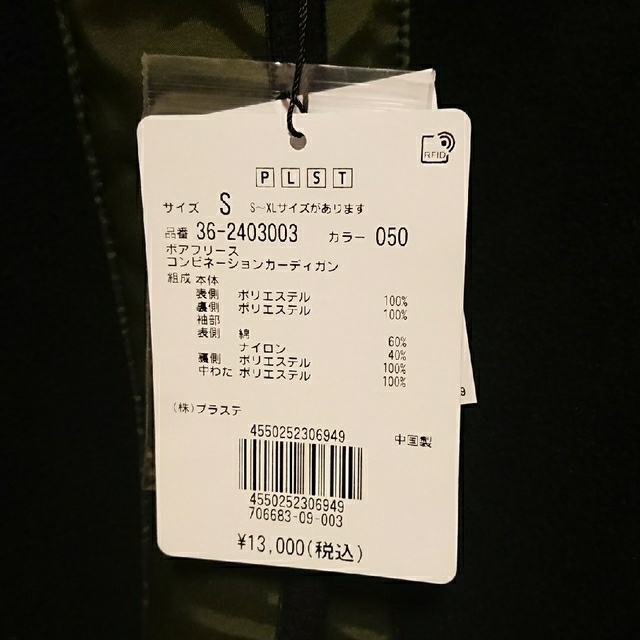 RFID
PLST
サイズ S S~XLサイズがあります
品番 36-2403003 カラー 050
ボアフリース
コンビネーションカーディガン
組成 本体
表側 ポリエステル 100%
裏側 ポリエステル 100%
袖部
表側 綿 60%
ナイロン 40%
裏側 ポリエステル 100%
中わた ポリエステル 100%
9
(株)プラステ
4550252306949
中国製
4550252306949
706683-09-003
¥13,000(税込)